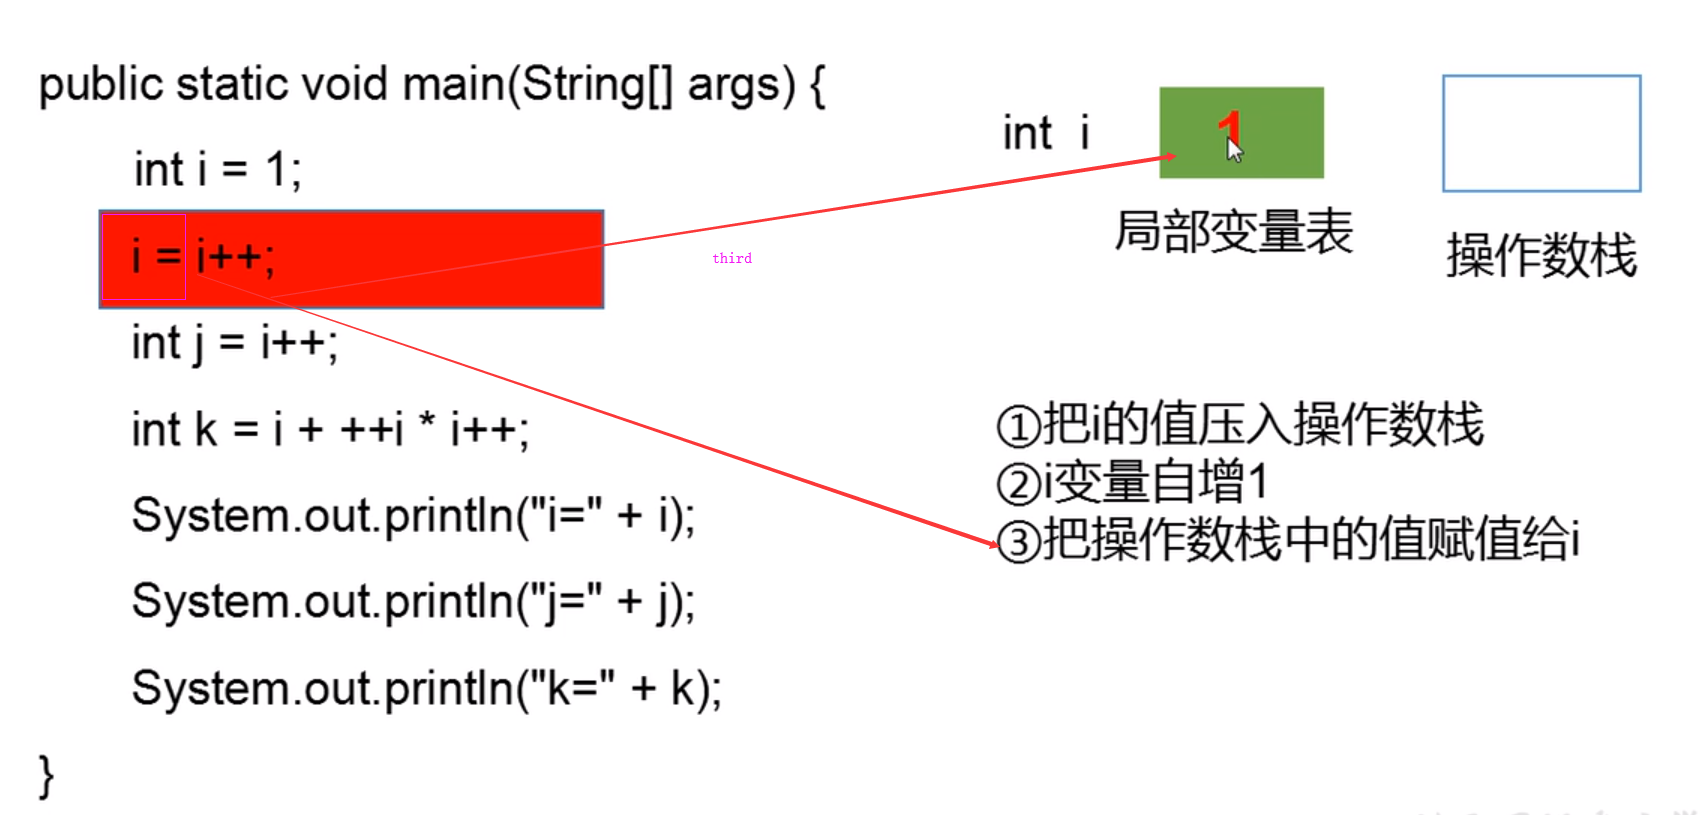 public static void main(String[] args) {
int i = 1;
i = i++;
int j = i++;
int k = i + ++i * i++;
System.out.println("i=" + i);
System.out.println("j=" + j);
System.out.println("k=" + k);
}
third
int i
1
局部变量表
操作数栈
①把i的值压入操作数栈
②i变量自增1
③把操作数栈中的值赋值给i